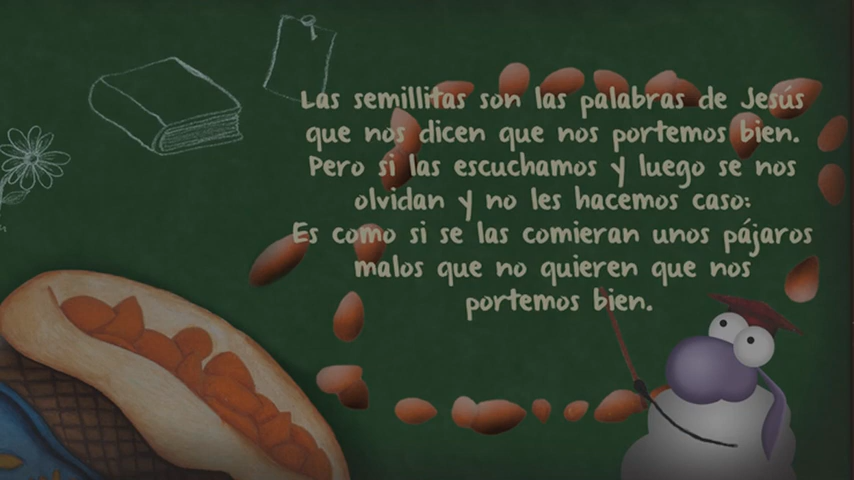 Las semillitas son las palabras de Jesús
que nos dicen que nos portemos bien.
Pero si las escuchamos y luego se nos
olvidan y no les hacemos caso:
Es como si se las comieran unos pájaros
malos que no quieren que nos
portemos bien.